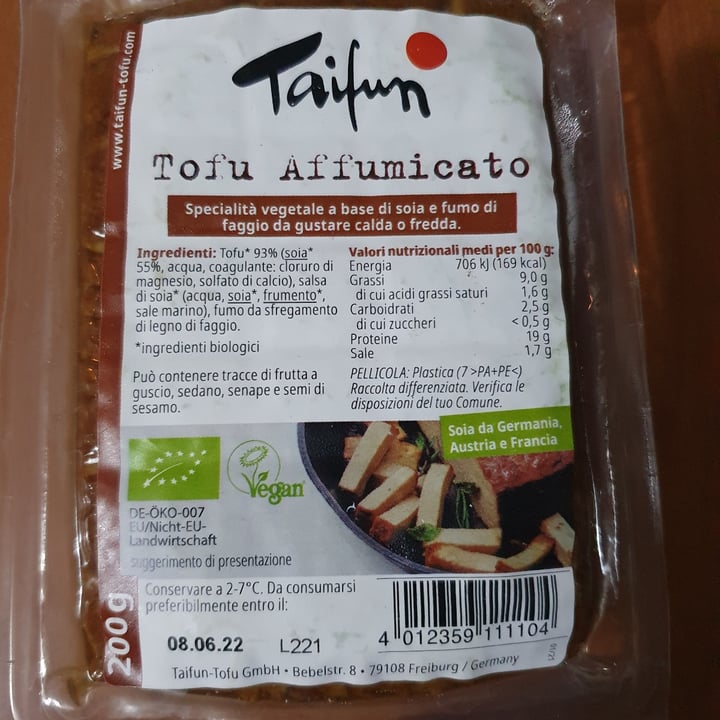 www.taifun-tofu.com
Taifun
Tofu Affumicato
Specialità vegetale a base di soia e fumo di
faggio da gustare calda o fredda.
Ingredienti: Tofu* 93% (soia*
55%, acqua, coagulante: cloruro di
magnesio, solfato di calcio), salsa
di soia* (acqua, soia*, frumento*,
sale marino), fumo da sfregamento
di legno di faggio.
*ingredienti biologici
Può contenere tracce di frutta a
guscio, sedano, senape e semi di
sesamo.
Valori nutrizionali medi per 100 g:
Energia 706 kJ (169 kcal)
Grassi 9,0 g
di cui acidi grassi saturi 1,6 g
Carboidrati 2,5 g
di cui zuccheri < 0,5 g
Proteine 19 g
Sale 1,7 g
PELLICOLA: Plastica (7 >PA+PE<)
Raccolta differenziata. Verifica le
disposizioni del tuo Comune.
Soia da Germania,
Austria e Francia
Vegan
DE-ÖKO-007
EU/Nicht-EU-
Landwirtschaft
suggerimento di presentazione
200 g
Conservare a 2-7°C. Da consumarsi
preferibilmente entro il:
08.06.22 L221
4 012359 111104
Taifun-Tofu GmbH • Bebelstr. 8 • 79108 Freiburg / Germany